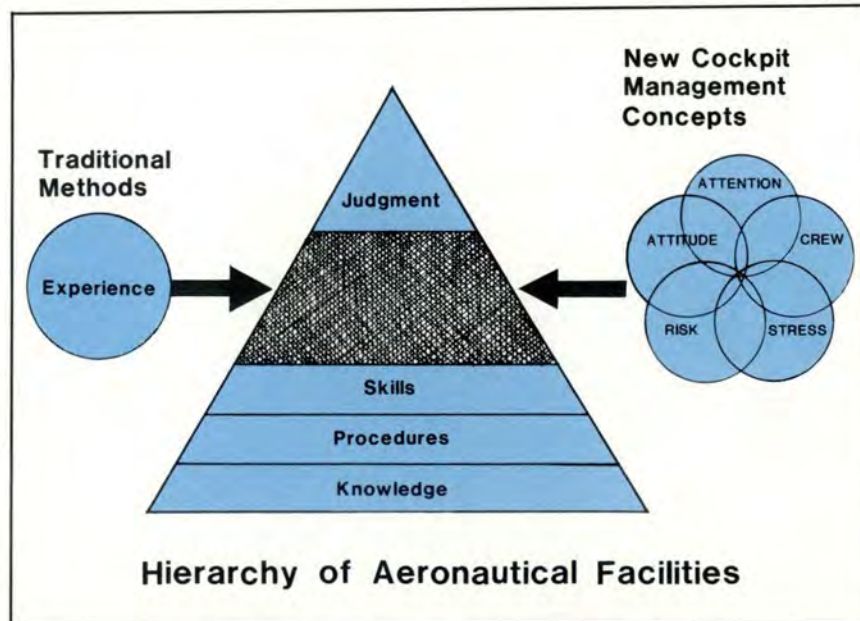 Traditional
Methods
Experience
Judgment
Skills
Procedures
Knowledge
New Cockpit
Management
Concepts
ATTENTION
ATTITUDE
CREW
RISK
STRESS
Hierarchy of Aeronautical Facilities